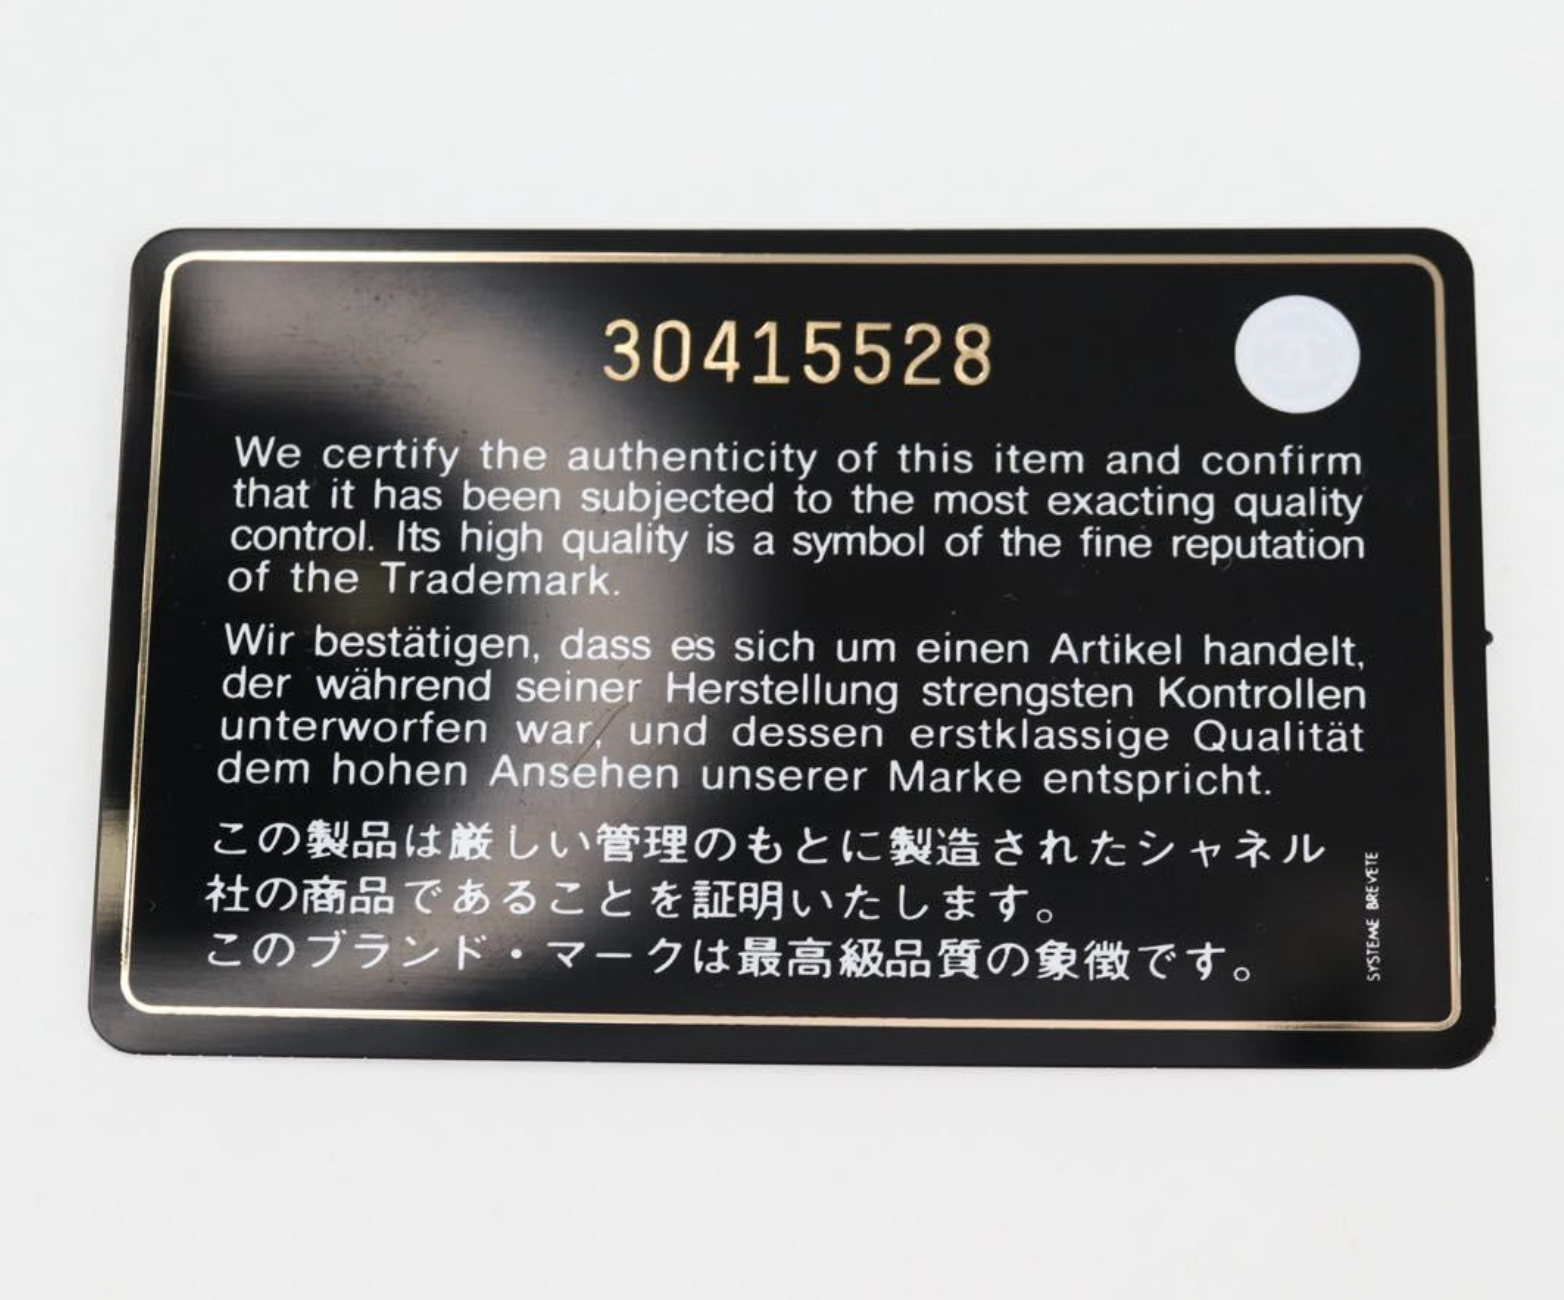 30415528
We certify the authenticity of this item and confirm
that it has been subjected to the most exacting quality
control. Its high quality is a symbol of the fine reputation
of the Trademark.
Wir bestätigen, dass es sich um einen Artikel handelt,
der während seiner Herstellung strengsten Kontrollen
unterworfen war, und dessen erstklassige Qualität
dem hohen Ansehen unserer Marke entspricht.
この製品は厳しい管理のもとに製造されたシャネル
社の商品であることを証明いたします。
このブランド・マークは最高級品質の象徴です。
SYSTEME BREVETE